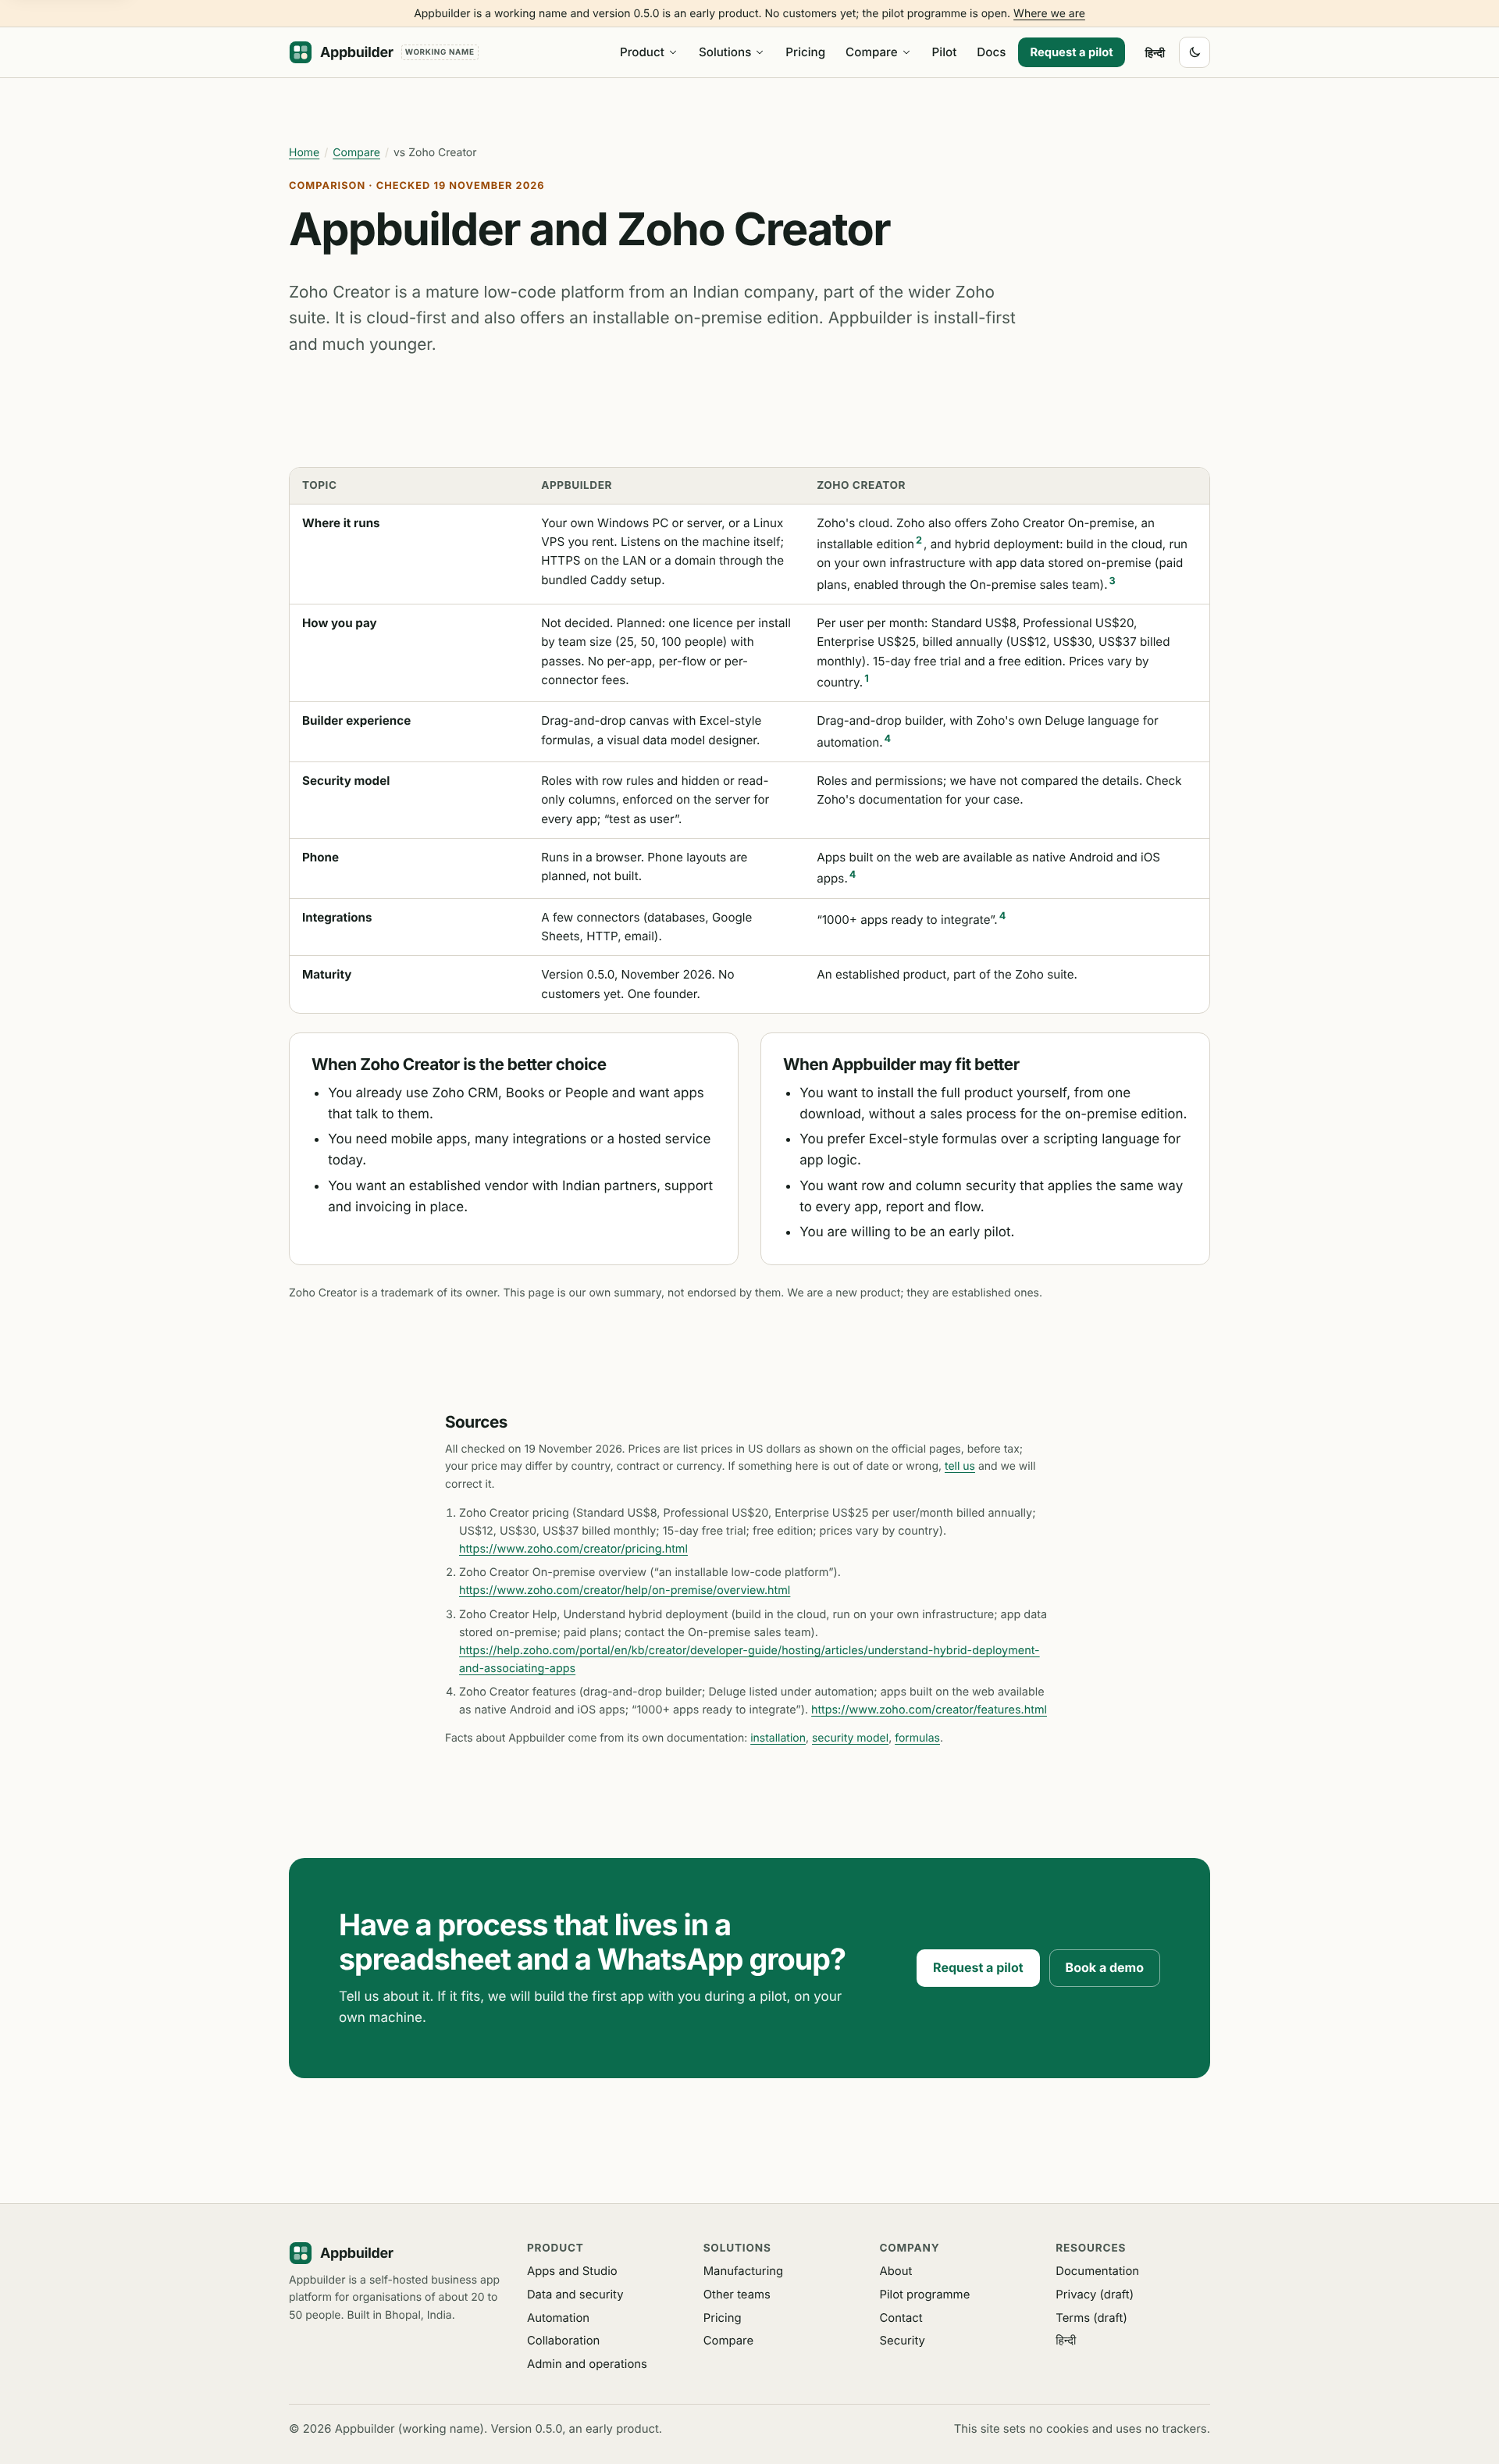 Appbuilder is a working name and version 0.5.0 is an early product. No customers yet; the pilot programme is open. Where we are
Appbuilder WORKING NAME Product Solutions Pricing Compare Pilot Docs Request a pilot हिन्दी
Home / Compare / vs Zoho Creator
COMPARISON · CHECKED 19 NOVEMBER 2026
Appbuilder and Zoho Creator
Zoho Creator is a mature low-code platform from an Indian company, part of the wider Zoho
suite. It is cloud-first and also offers an installable on-premise edition. Appbuilder is install-first
and much younger.
TOPIC APPBUILDER ZOHO CREATOR
Where it runs
Your own Windows PC or server, or a Linux
VPS you rent. Listens on the machine itself;
HTTPS on the LAN or a domain through the
bundled Caddy setup.
Zoho's cloud. Zoho also offers Zoho Creator On-premise, an
installable edition 2, and hybrid deployment: build in the cloud, run
on your own infrastructure with app data stored on-premise (paid
plans, enabled through the On-premise sales team). 3
How you pay
Not decided. Planned: one licence per install
by team size (25, 50, 100 people) with
passes. No per-app, per-flow or per-
connector fees.
Per user per month: Standard US$8, Professional US$20,
Enterprise US$25, billed annually (US$12, US$30, US$37 billed
monthly). 15-day free trial and a free edition. Prices vary by
country. 1
Builder experience
Drag-and-drop canvas with Excel-style
formulas, a visual data model designer.
Drag-and-drop builder, with Zoho's own Deluge language for
automation. 4
Security model
Roles with row rules and hidden or read-
only columns, enforced on the server for
every app; “test as user”.
Roles and permissions; we have not compared the details. Check
Zoho's documentation for your case.
Phone
Runs in a browser. Phone layouts are
planned, not built.
Apps built on the web are available as native Android and iOS
apps. 4
Integrations
A few connectors (databases, Google
Sheets, HTTP, email).
“1000+ apps ready to integrate”. 4
Maturity
Version 0.5.0, November 2026. No
customers yet. One founder.
An established product, part of the Zoho suite.
When Zoho Creator is the better choice
• You already use Zoho CRM, Books or People and want apps
that talk to them.
• You need mobile apps, many integrations or a hosted service
today.
• You want an established vendor with Indian partners, support
and invoicing in place.
When Appbuilder may fit better
• You want to install the full product yourself, from one
download, without a sales process for the on-premise edition.
• You prefer Excel-style formulas over a scripting language for
app logic.
• You want row and column security that applies the same way
to every app, report and flow.
• You are willing to be an early pilot.
Zoho Creator is a trademark of its owner. This page is our own summary, not endorsed by them. We are a new product; they are established ones.
Sources
All checked on 19 November 2026. Prices are list prices in US dollars as shown on the official pages, before tax;
your price may differ by country, contract or currency. If something here is out of date or wrong, tell us and we will
correct it.
1. Zoho Creator pricing (Standard US$8, Professional US$20, Enterprise US$25 per user/month billed annually;
US$12, US$30, US$37 billed monthly; 15-day free trial; free edition; prices vary by country).
https://www.zoho.com/creator/pricing.html
2. Zoho Creator On-premise overview (“an installable low-code platform”).
https://www.zoho.com/creator/help/on-premise/overview.html
3. Zoho Creator Help, Understand hybrid deployment (build in the cloud, run on your own infrastructure; app data
stored on-premise; paid plans; contact the On-premise sales team).
https://help.zoho.com/portal/en/kb/creator/developer-guide/hosting/articles/understand-hybrid-deployment-
and-associating-apps
4. Zoho Creator features (drag-and-drop builder; Deluge listed under automation; apps built on the web available
as native Android and iOS apps; “1000+ apps ready to integrate”). https://www.zoho.com/creator/features.html
Facts about Appbuilder come from its own documentation: installation, security model, formulas.
Have a process that lives in a
spreadsheet and a WhatsApp group?
Tell us about it. If it fits, we will build the first app with you during a pilot, on your
own machine.
Request a pilot Book a demo
Appbuilder
Appbuilder is a self-hosted business app
platform for organisations of about 20 to
50 people. Built in Bhopal, India.
PRODUCT
Apps and Studio
Data and security
Automation
Collaboration
Admin and operations
SOLUTIONS
Manufacturing
Other teams
Pricing
Compare
COMPANY
About
Pilot programme
Contact
Security
RESOURCES
Documentation
Privacy (draft)
Terms (draft)
हिन्दी
© 2026 Appbuilder (working name). Version 0.5.0, an early product.
This site sets no cookies and uses no trackers.